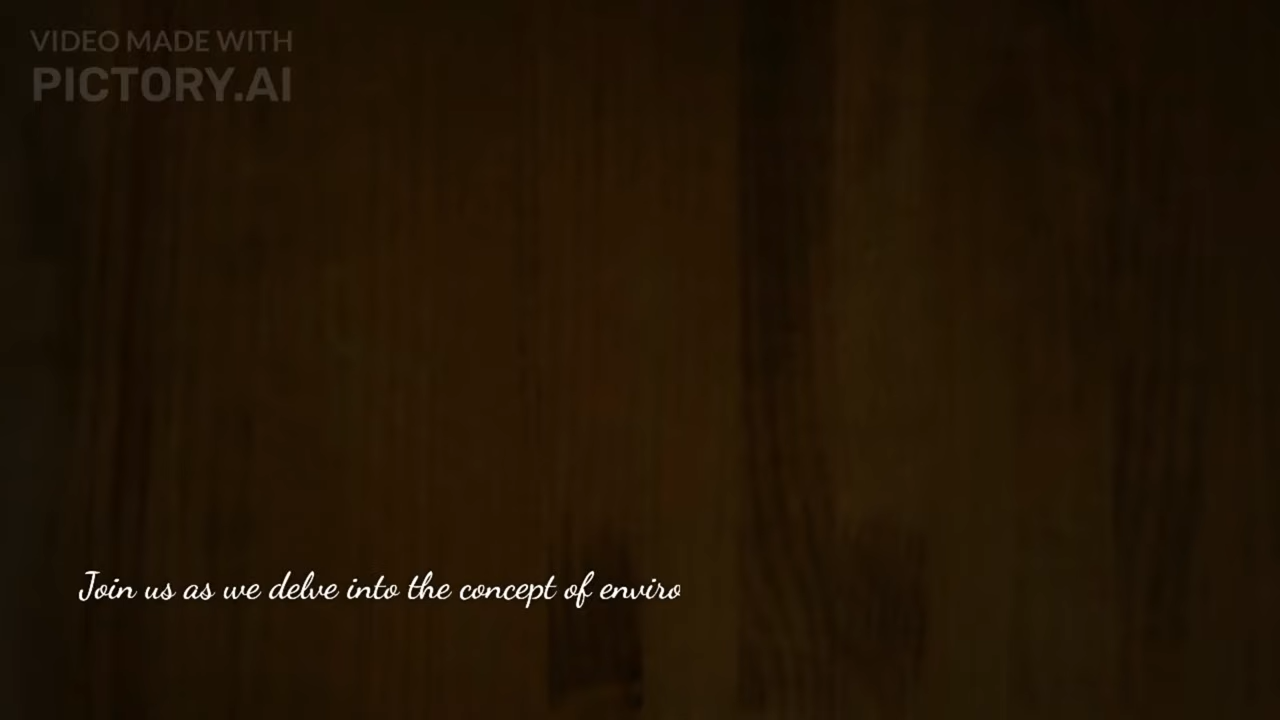 VIDEO MADE WITH
PICTORY.AI
Join us as we delve into the concept of enviro